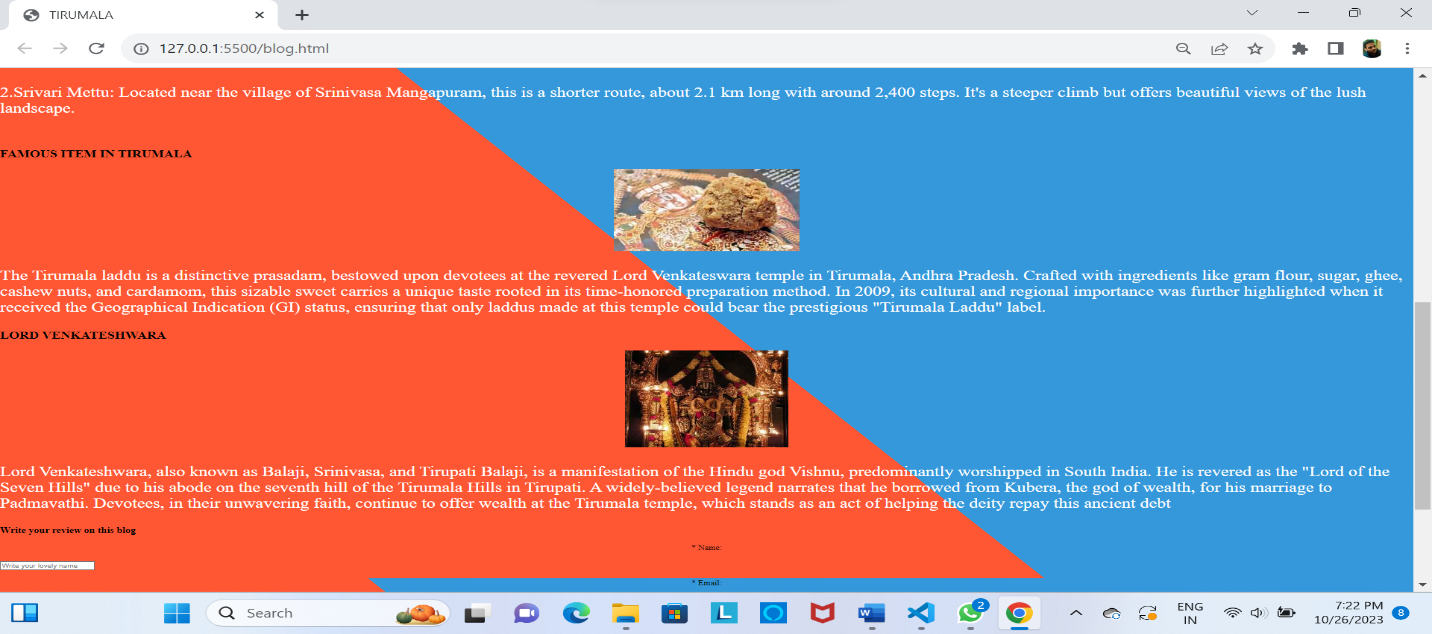 TIRUMALA
127.0.0.1:5500/blog.html
2.Srivari Mettu: Located near the village of Srinivasa Mangapuram, this is a shorter route, about 2.1 km long with around 2,400 steps. It's a steeper climb but offers beautiful views of the lush
landscape.
FAMOUS ITEM IN TIRUMALA
The Tirumala laddu is a distinctive prasadam, bestowed upon devotees at the revered Lord Venkateswara temple in Tirumala, Andhra Pradesh. Crafted with ingredients like gram flour, sugar, ghee,
cashew nuts, and cardamom, this sizable sweet carries a unique taste rooted in its time-honored preparation method. In 2009, its cultural and regional importance was further highlighted when it
received the Geographical Indication (GI) status, ensuring that only laddus made at this temple could bear the prestigious "Tirumala Laddu" label.
LORD VENKATESHWARA
Lord Venkateshwara, also known as Balaji, Srinivasa, and Tirupati Balaji, is a manifestation of the Hindu god Vishnu, predominantly worshipped in South India. He is revered as the "Lord of the
Seven Hills" due to his abode on the seventh hill of the Tirumala Hills in Tirupati. A widely-believed legend narrates that he borrowed from Kubera, the god of wealth, for his marriage to
Padmavathi. Devotees, in their unwavering faith, continue to offer wealth at the Tirumala temple, which stands as an act of helping the deity repay this ancient debt
Write your review on this blog
* Name:
Write your lovely name
* Email:
Search
L
W
2
ENG
IN
7:22 PM
10/26/2023
8